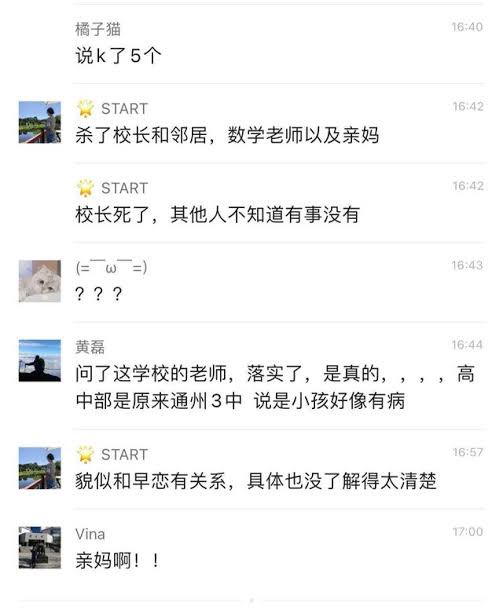 橘子猫 16:40
说k了5个
START 16:42
杀了校长和邻居，数学老师以及亲妈
START 16:42
校长死了，其他人不知道有事没有
(=￣ω￣=) 16:43
？？？
黄磊 16:44
问了这学校的老师，落实了，是真的，，，，高
中部是原来通州3中 说是小孩好像有病
START 16:57
貌似和早恋有关系，具体也没了解得太清楚
Vina 17:00
亲妈啊！！